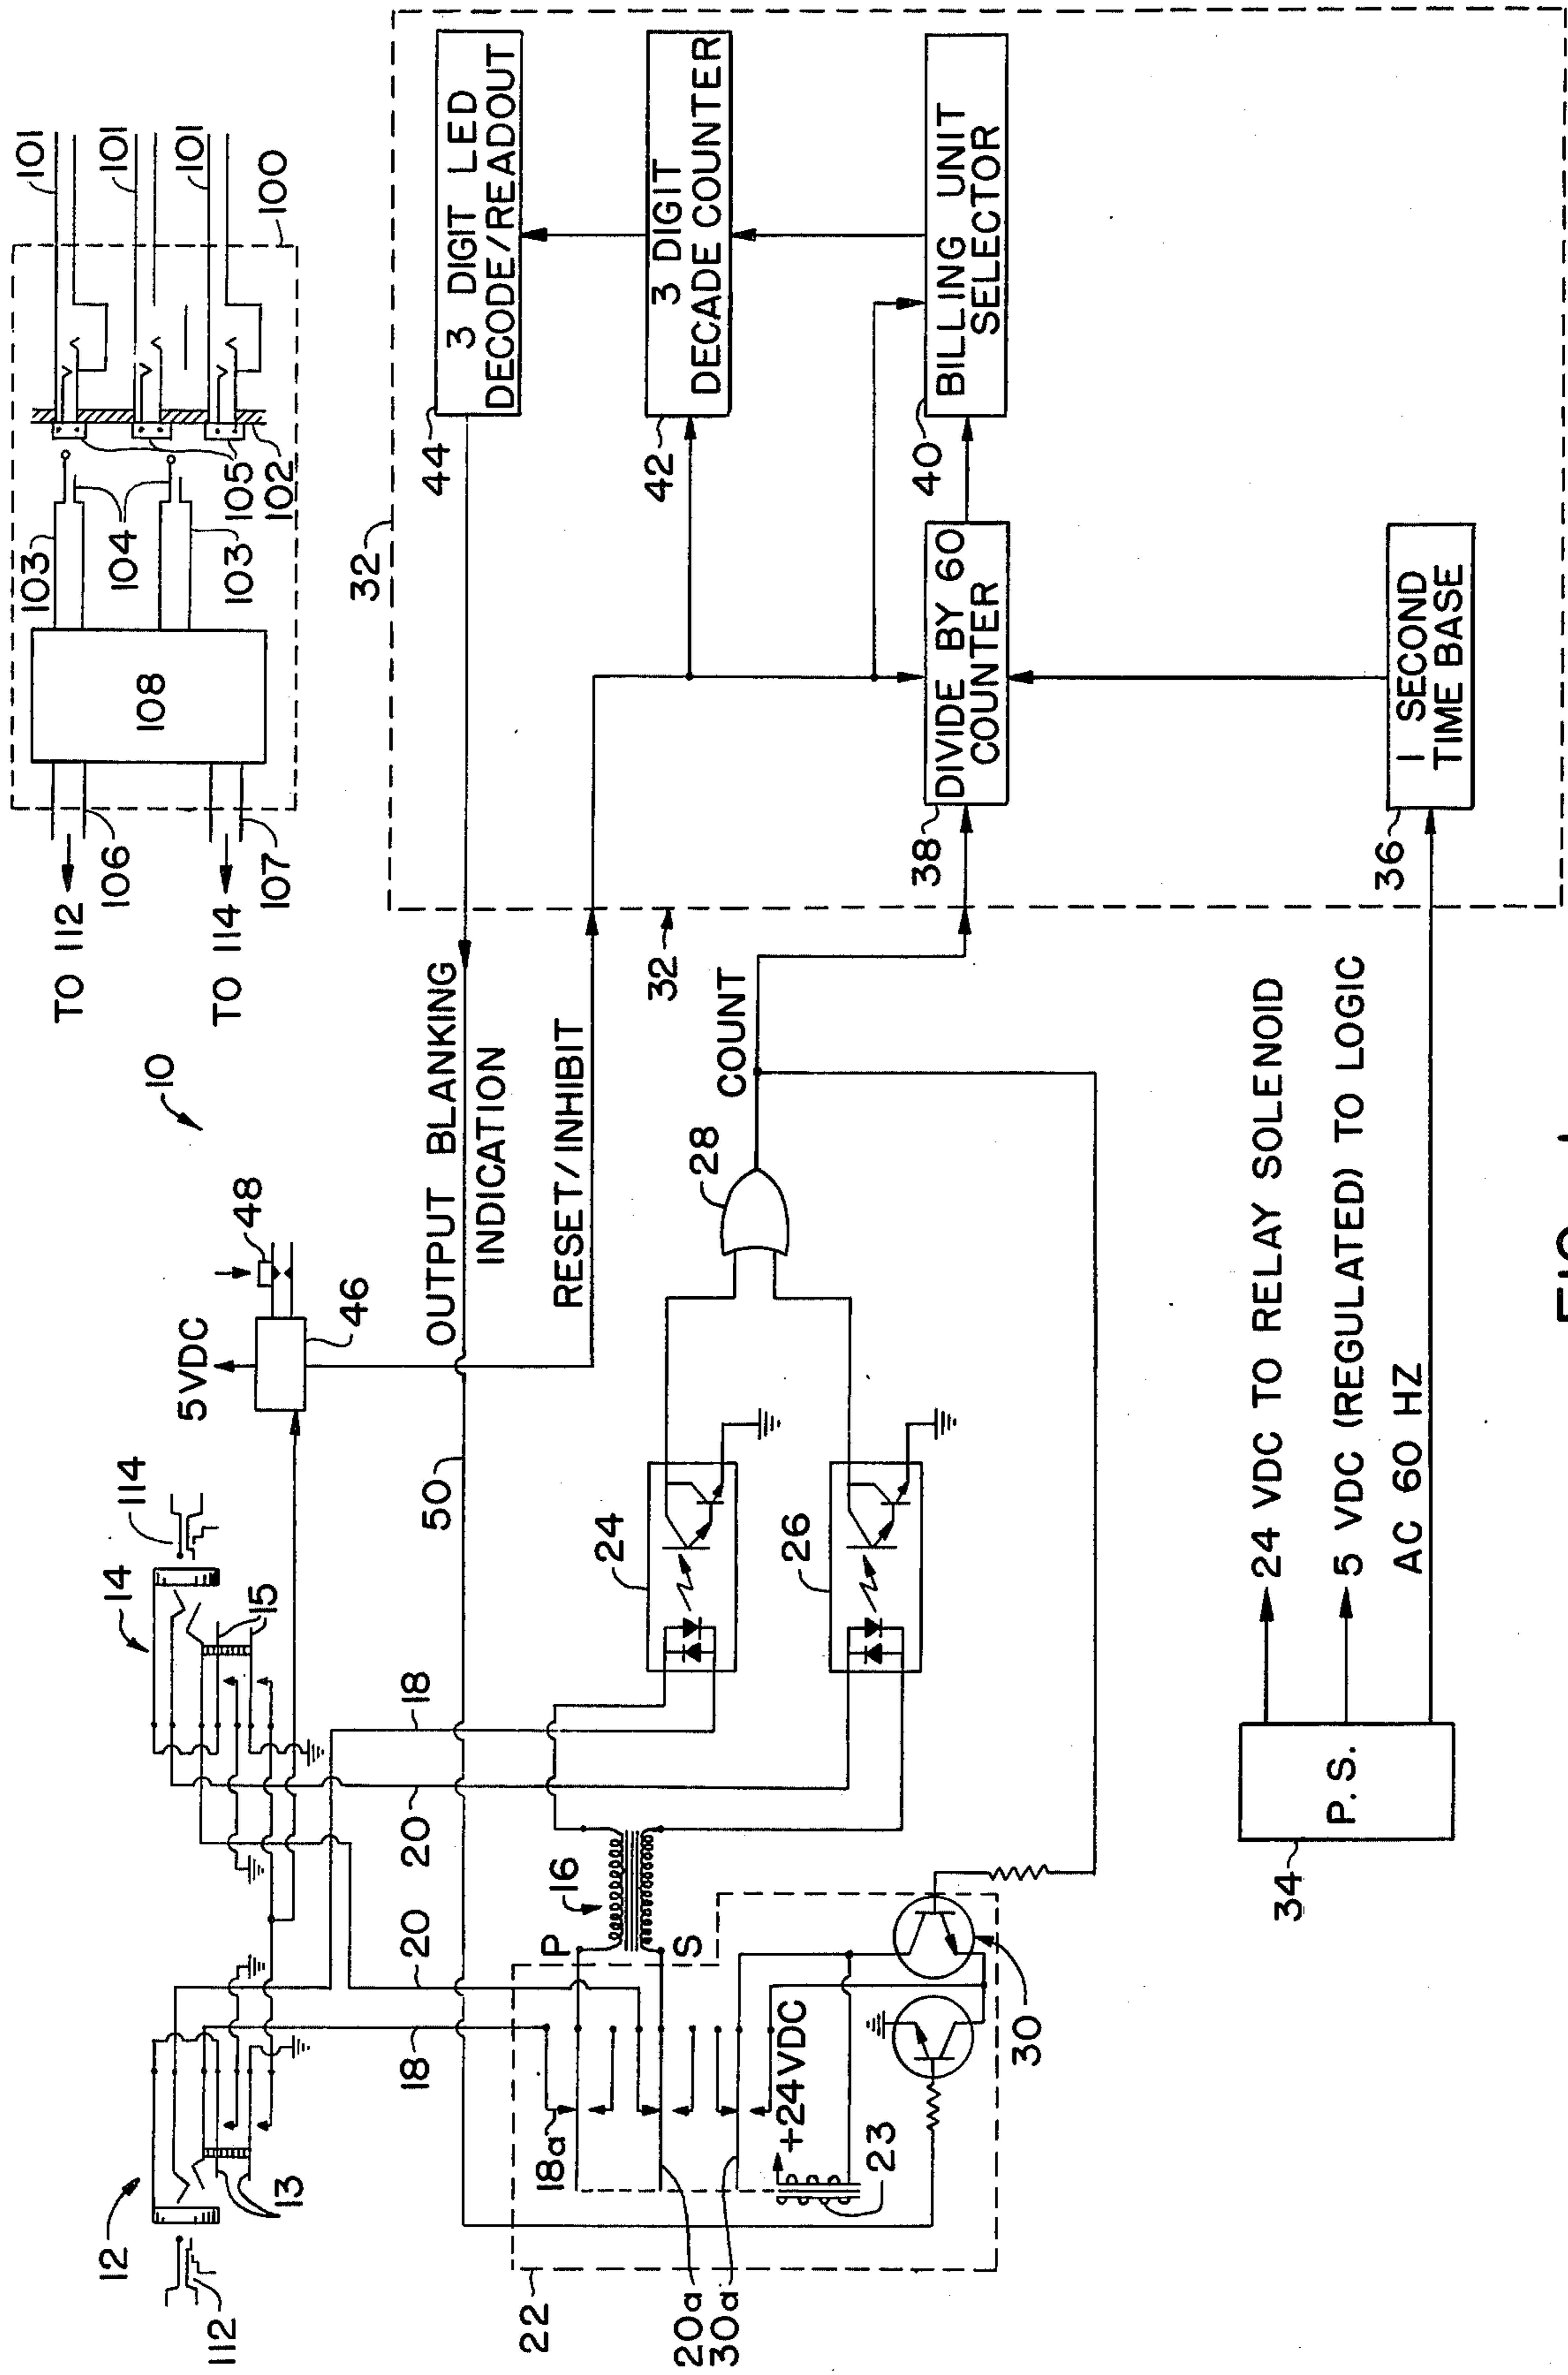 12
112
13
14
114
15
5VDC
48
46
10
TO 112
106
TO 114
107
108
103
103
104
105
102
101
101
101
100
18
20
20
18
50
OUTPUT BLANKING
INDICATION
RESET/INHIBIT
32
32
44
3 DIGIT LED
DECODE/READOUT
42
3 DIGIT
DECADE COUNTER
40
BILLING UNIT
SELECTOR
38
DIVIDE BY 60
COUNTER
36
1 SECOND
TIME BASE
22
18a
20a
30a
P
S
16
+24VDC
23
30
24
26
28
COUNT
34
P.S.
24 VDC TO RELAY SOLENOID
5 VDC (REGULATED) TO LOGIC
AC 60 HZ